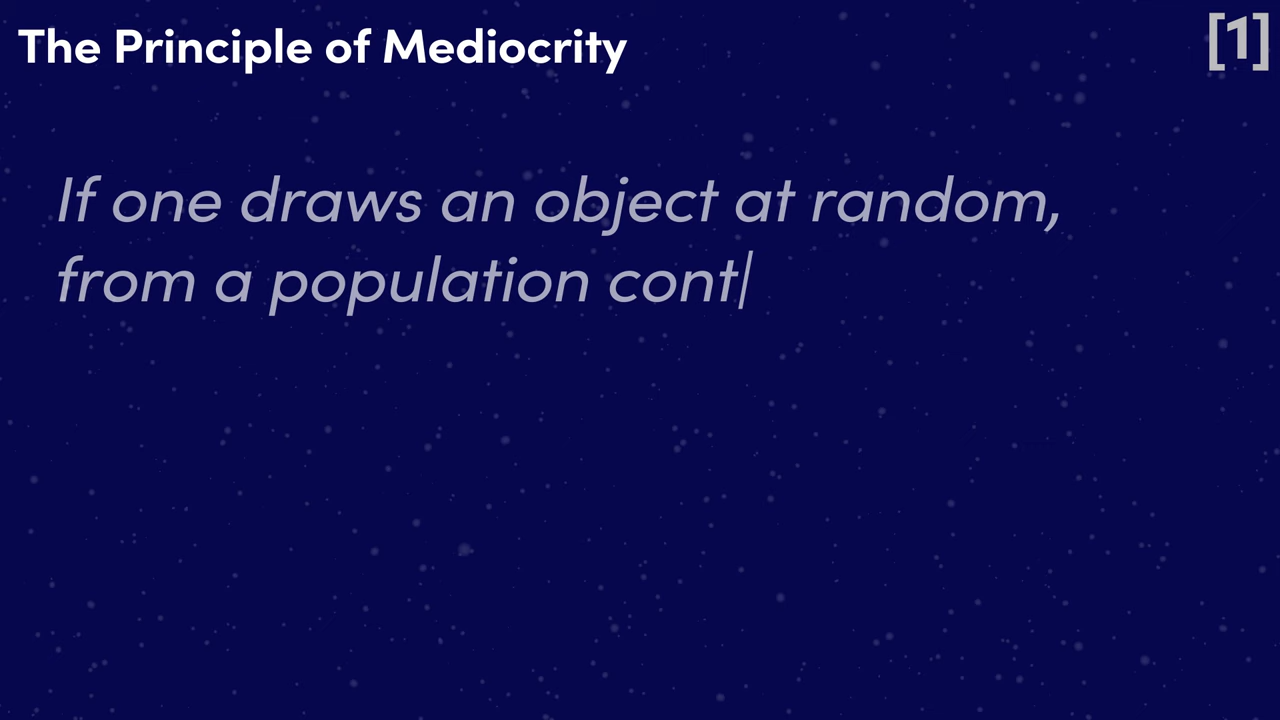 The Principle of Mediocrity
[1]
If one draws an object at random,
from a population cont|